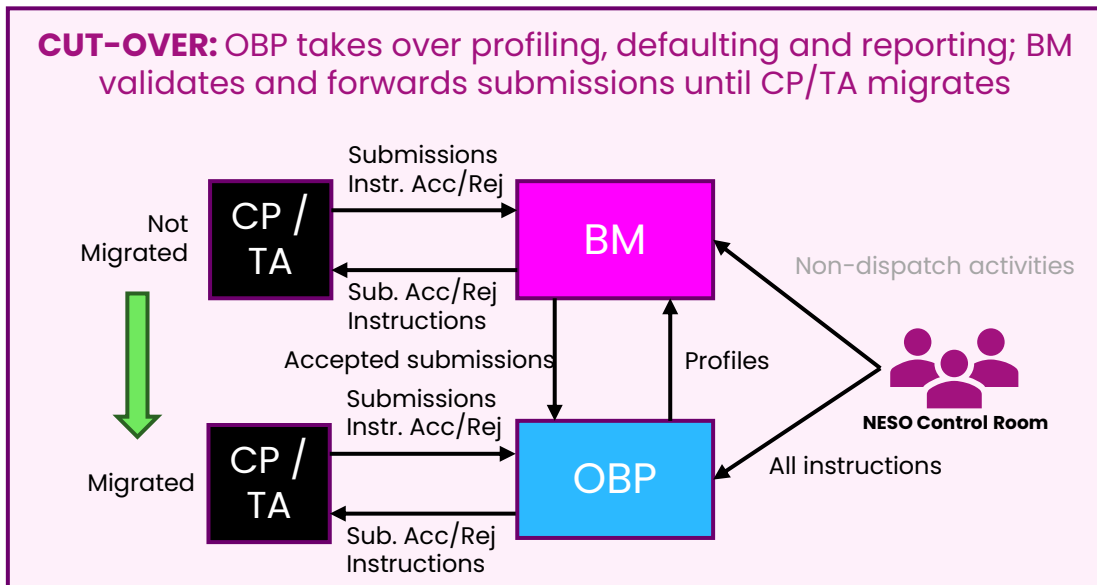 CUT-OVER: OBP takes over profiling, defaulting and reporting; BM
validates and forwards submissions until CP/TA migrates
Submissions
Instr. Acc/Rej
Not
Migrated
CP /
TA
BM
Non-dispatch activities
Sub. Acc/Rej
Instructions
Accepted submissions
Profiles
Submissions
Instr. Acc/Rej
NESO Control Room
Migrated
CP /
TA
OBP
All instructions
Sub. Acc/Rej
Instructions